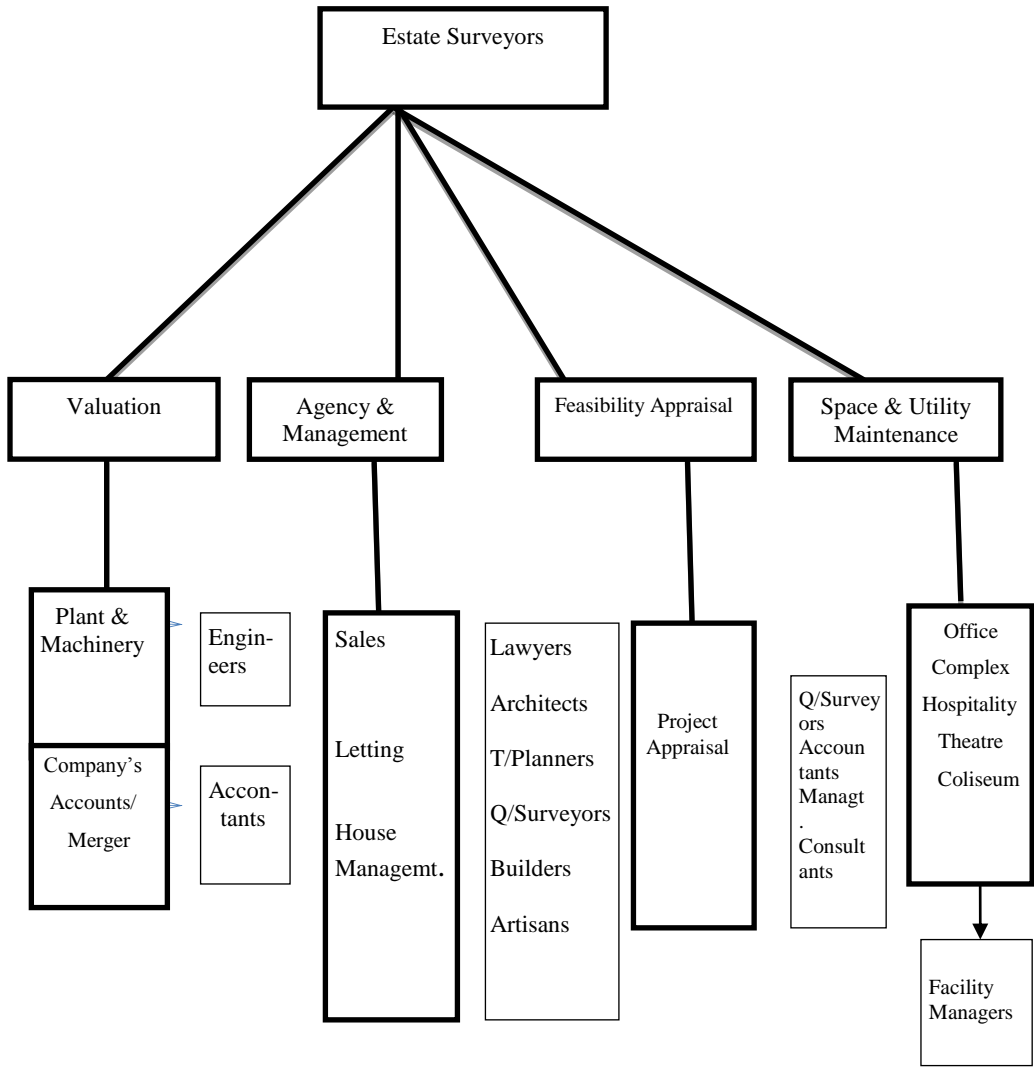 Estate Surveyors
Valuation
Agency &
Management
Feasibility Appraisal
Space & Utility
Maintenance
Plant &
Machinery
Company's
Accounts/
Merger
Engin-
eers
Accon-
tants
Sales
Letting
House
Managemt.
Lawyers
Architects
T/Planners
Q/Surveyors
Builders
Artisans
Project
Appraisal
Q/Survey
ors
Accoun
tants
Managt
.
Consult
ants
Office
Complex
Hospitality
Theatre
Coliseum
Facility
Managers